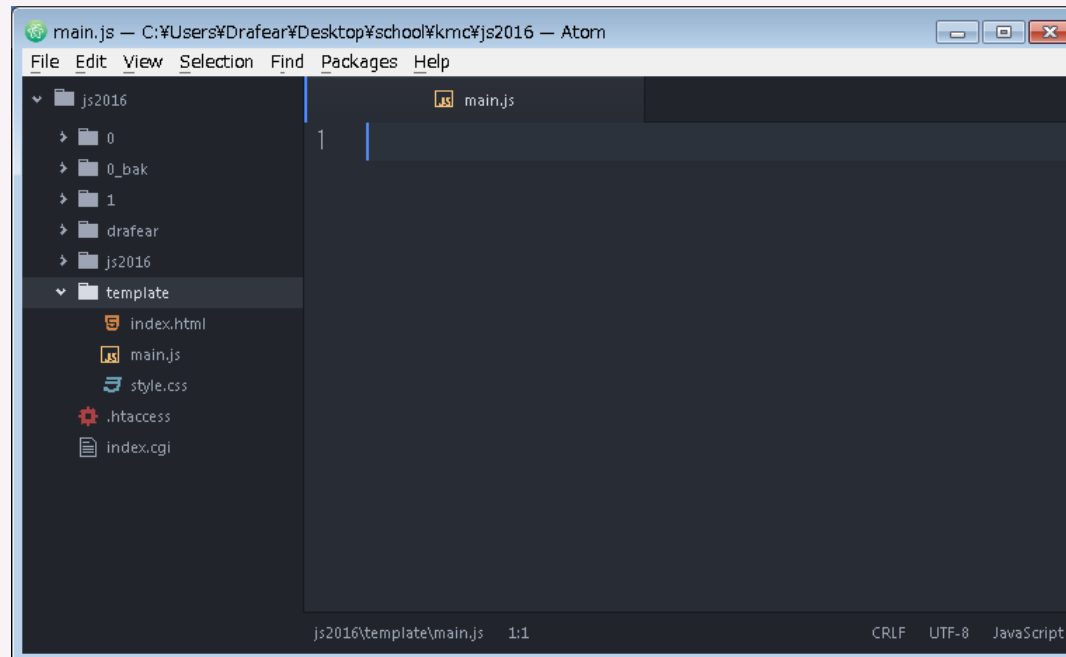 main.js — C:¥Users¥Drafear¥Desktop¥school¥kmc¥js2016 — Atom
File Edit View Selection Find Packages Help
js2016
0
0_bak
1
drafear
js2016
template
index.html
main.js
style.css
.htaccess
index.cgi
main.js
1
js2016\template\main.js 1:1 CRLF UTF-8 JavaScript